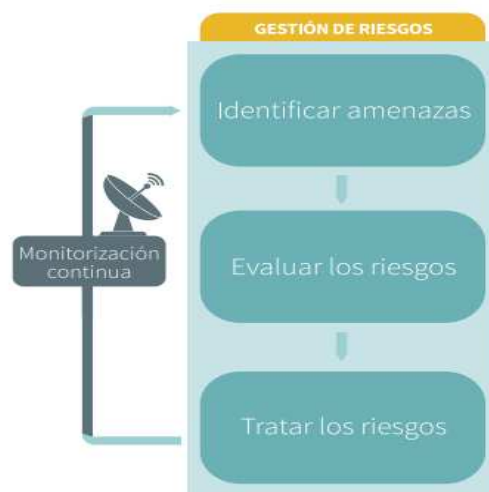 GESTIÓN DE RIESGOS
Identificar amenazas
Monitorización
continua
Evaluar los riesgos
Tratar los riesgos